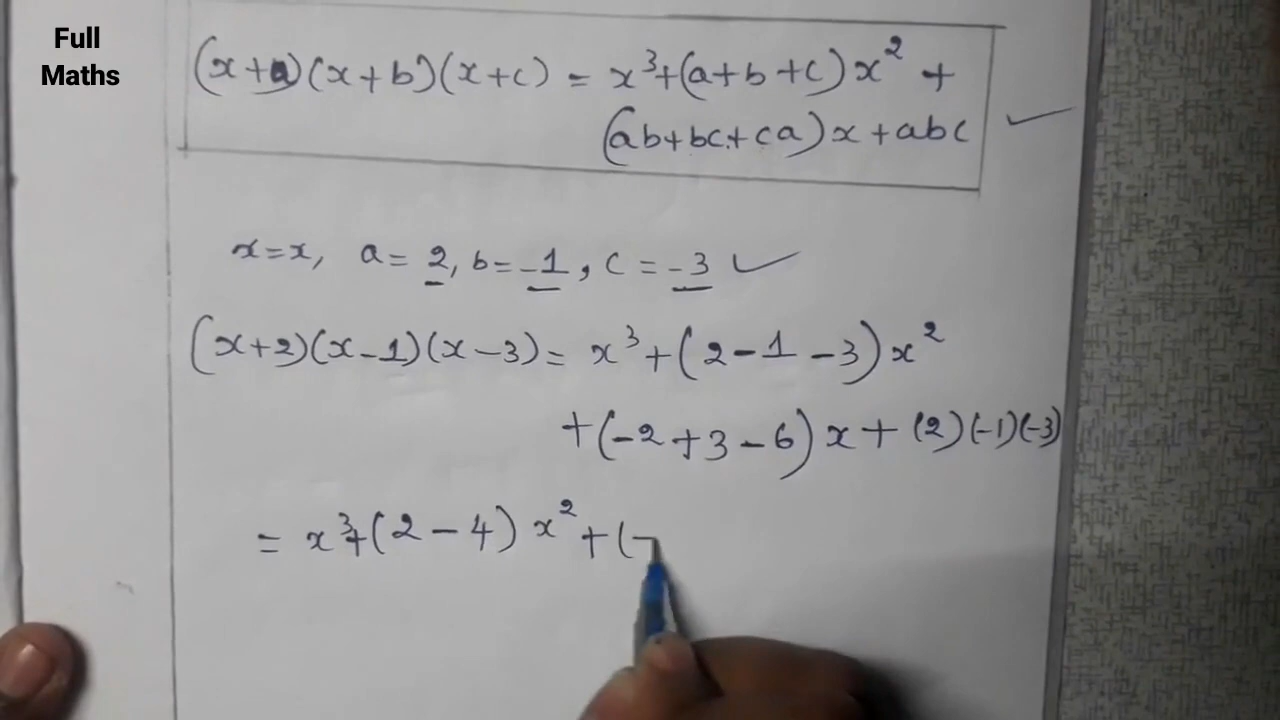 Full
Maths
(x+a)(x+b)(x+c) = x³+(a+b+c)x² +
(ab+bc+ca)x+abc
x=x, a= 2, b=-1, c = -3
(x+2)(x-1)(x-3)= x³+(2-1-3)x²
+(-2+3-6)x+(2)(-1)(-3)
= x³+(2-4)x²+(-